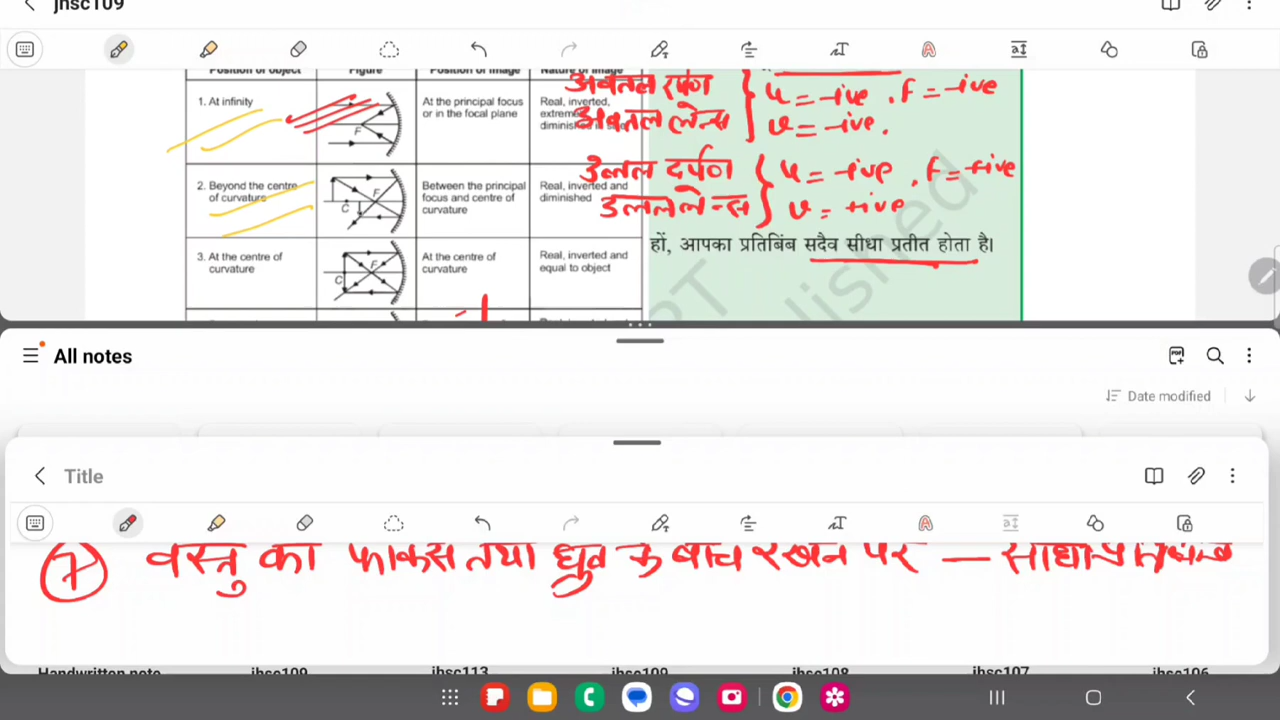 jhsc109
Position of object Figure Position of image Nature of image
1. At infinity
At the principal focus
or in the focal plane
Real, inverted,
diminished
F
2. Beyond the centre
of curvature
F
C
Between the principal
focus and centre of
curvature
Real, inverted and
diminished
3. At the centre of
curvature
F
C
At the centre of
curvature
Real, inverted and
equal to object
अवतल दर्पण
अवतल लेन्स
u = -ive , f = -ive
v = -ive.
उत्तल दर्पण
उत्तल लेन्स
u = -ive , f = +ive
v = +ive
हों, आपका प्रतिबिंब सदैव सीधा प्रतीत होता है।
All notes
Date modified
Title
7 वस्तु को फोकस तथा ध्रुव के बीच रखने पर —
Handwritten note jhsc109 jhsc113 jhsc109 jhsc108 jhsc107 jhsc106